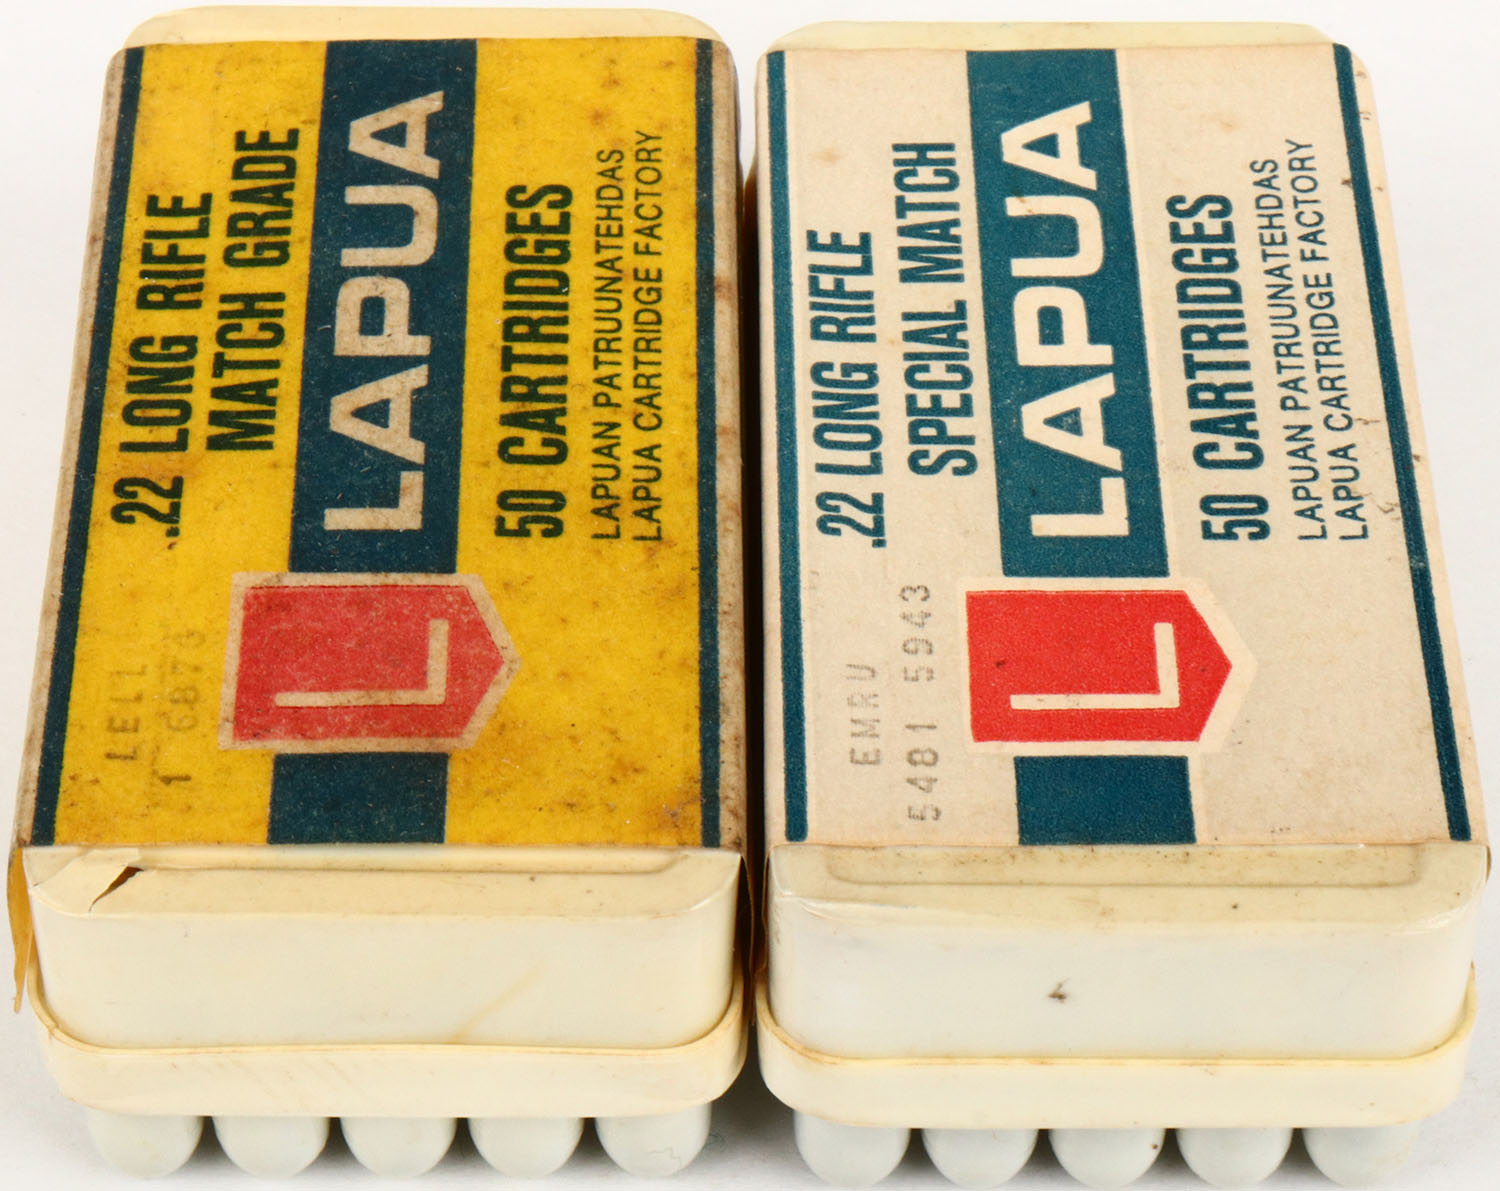 .22 LONG RIFLE
MATCH GRADE
LAPUA
50 CARTRIDGES
LAPUAN PATRUUNATEHDAS
LAPUA CARTRIDGE FACTORY
L
LELL
.22 LONG RIFLE
SPECIAL MATCH
LAPUA
50 CARTRIDGES
LAPUAN PATRUUNATEHDAS
LAPUA CARTRIDGE FACTORY
L
EMRU
5481 5943